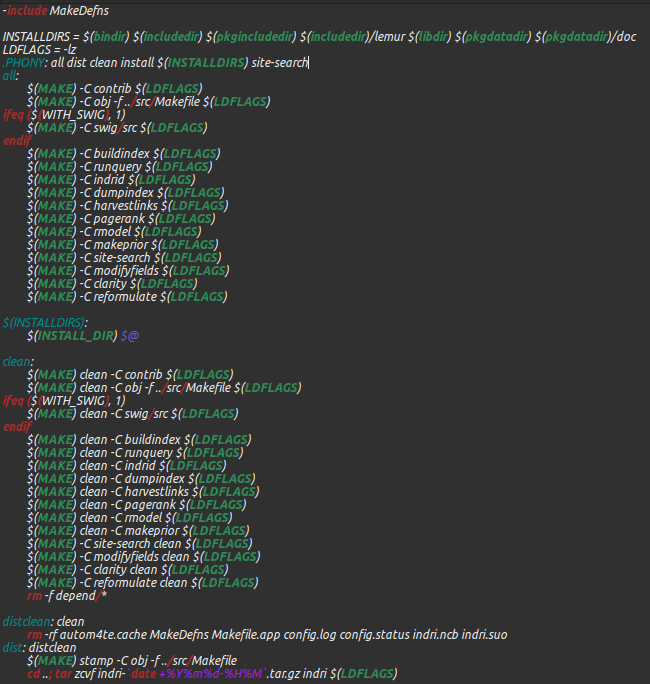 -include MakeDefns
INSTALLDIRS = $(bindir) $(includedir) $(pkgincludedir) $(includedir)/lemur $(libdir) $(pkgdatadir) $(pkgdatadir)/doc
LDFLAGS = -lz
.PHONY: all dist clean install $(INSTALLDIRS) site-search
all:
$(MAKE) -C contrib $(LDFLAGS)
$(MAKE) -C obj -f ../src/Makefile $(LDFLAGS)
ifeq ($(WITH_SWIG), 1)
$(MAKE) -C swig/src $(LDFLAGS)
endif
$(MAKE) -C buildindex $(LDFLAGS)
$(MAKE) -C runquery $(LDFLAGS)
$(MAKE) -C indrid $(LDFLAGS)
$(MAKE) -C dumpindex $(LDFLAGS)
$(MAKE) -C harvestlinks $(LDFLAGS)
$(MAKE) -C pagerank $(LDFLAGS)
$(MAKE) -C rmodel $(LDFLAGS)
$(MAKE) -C makeprior $(LDFLAGS)
$(MAKE) -C site-search $(LDFLAGS)
$(MAKE) -C modifyfields $(LDFLAGS)
$(MAKE) -C clarity $(LDFLAGS)
$(MAKE) -C reformulate $(LDFLAGS)
$(INSTALLDIRS):
$(INSTALL_DIR) $@
clean:
$(MAKE) clean -C contrib $(LDFLAGS)
$(MAKE) clean -C obj -f ../src/Makefile $(LDFLAGS)
ifeq ($(WITH_SWIG), 1)
$(MAKE) clean -C swig/src $(LDFLAGS)
endif
$(MAKE) clean -C buildindex $(LDFLAGS)
$(MAKE) clean -C runquery $(LDFLAGS)
$(MAKE) clean -C indrid $(LDFLAGS)
$(MAKE) clean -C dumpindex $(LDFLAGS)
$(MAKE) clean -C harvestlinks $(LDFLAGS)
$(MAKE) clean -C pagerank $(LDFLAGS)
$(MAKE) clean -C rmodel $(LDFLAGS)
$(MAKE) clean -C makeprior $(LDFLAGS)
$(MAKE) -C site-search clean $(LDFLAGS)
$(MAKE) -C modifyfields clean $(LDFLAGS)
$(MAKE) -C clarity clean $(LDFLAGS)
$(MAKE) -C reformulate clean $(LDFLAGS)
rm -f depend/*
distclean: clean
rm -rf autom4te.cache MakeDefns Makefile.app config.log config.status indri.ncb indri.suo
dist: distclean
$(MAKE) stamp -C obj -f ../src/Makefile
cd ..; tar zcvf indri-`date +%Y%m%d-%H%M`.tar.gz indri $(LDFLAGS)